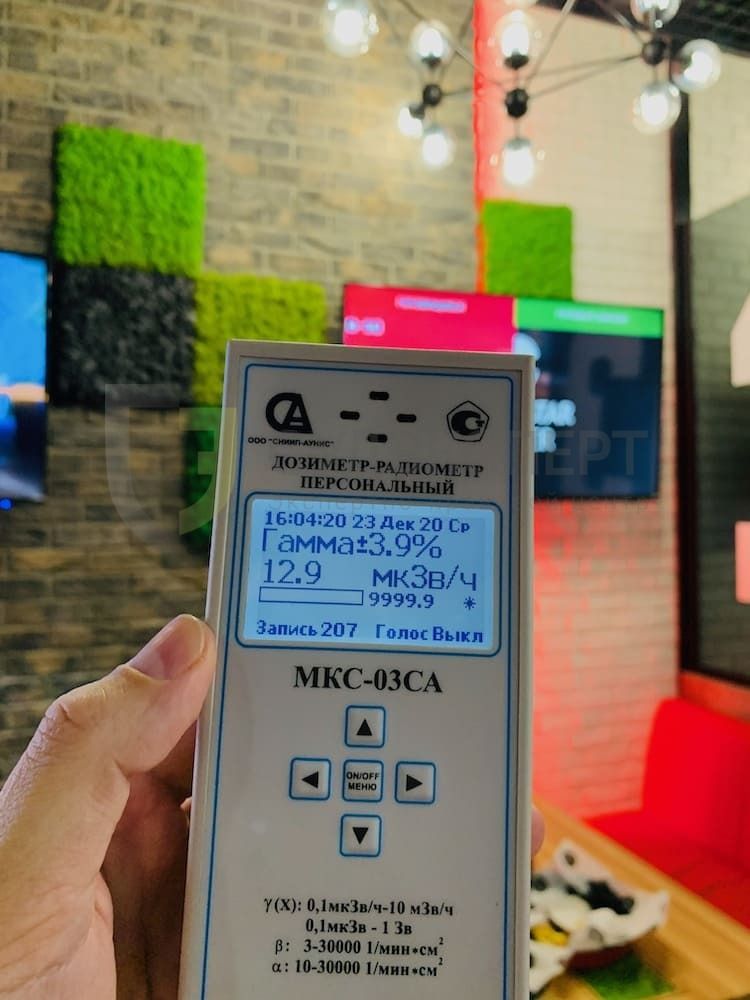 ООО "СНИИП-АУНИС"
ДОЗИМЕТР-РАДИОМЕТР
ПЕРСОНАЛЬНЫЙ
16:04:20 23 Дек 20 Ср
Гамма±3.9%
12.9 мкЗв/ч
9999.9 *
Запись 207 Голос Выкл
МКС-03СА
ON/OFF
МЕНЮ
γ(X): 0,1мкЗв/ч-10 мЗв/ч
0,1мкЗв - 1 Зв
β: 3-30000 1/мин*см²
α: 10-30000 1/мин*см²